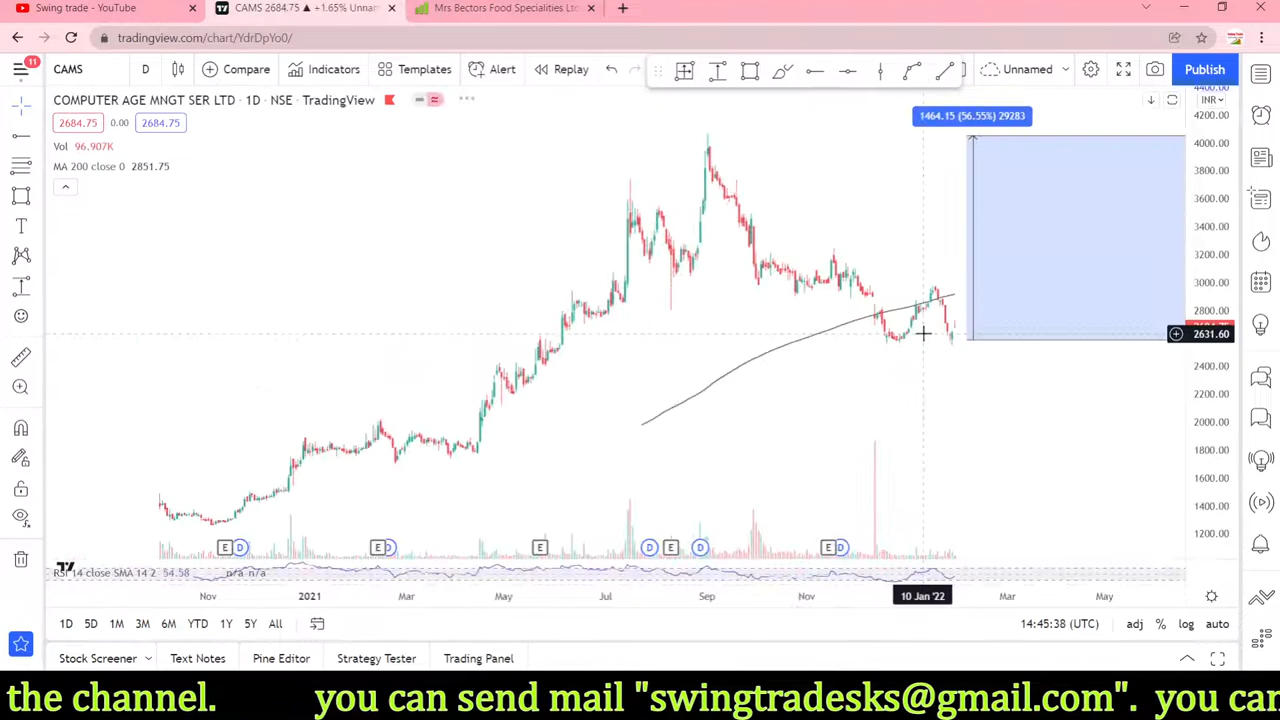 Swing trade - YouTube
CAMS 2684.75 ▲ +1.65% Unnam
Mrs Bectors Food Specialities Ltd
tradingview.com/chart/YdrDpYo0/
11
CAMS
D
Compare
Indicators
Templates
Alert
Replay
Unnamed
Publish
COMPUTER AGE MNGT SER LTD · 1D · NSE · TradingView
INR
2684.75
0.00
2684.75
Vol 96.907K
MA 200 close 0 2851.75
1464.15 (56.55%) 29283
4400.00
4200.00
4000.00
3800.00
3600.00
3400.00
3200.00
3000.00
2800.00
2684.75
2631.60
2400.00
2200.00
2000.00
1800.00
1600.00
1400.00
1200.00
E D E D E D E D E D
RSI 14 close SMA 14 2 54.58 n/a n/a
Nov 2021 Mar May Jul Sep Nov 10 Jan '22 Mar May
1D 5D 1M 3M 6M YTD 1Y 5Y All
14:45:38 (UTC)
adj % log auto
Stock Screener
Text Notes
Pine Editor
Strategy Tester
Trading Panel
the channel. you can send mail "swingtradesks@gmail.com". you can